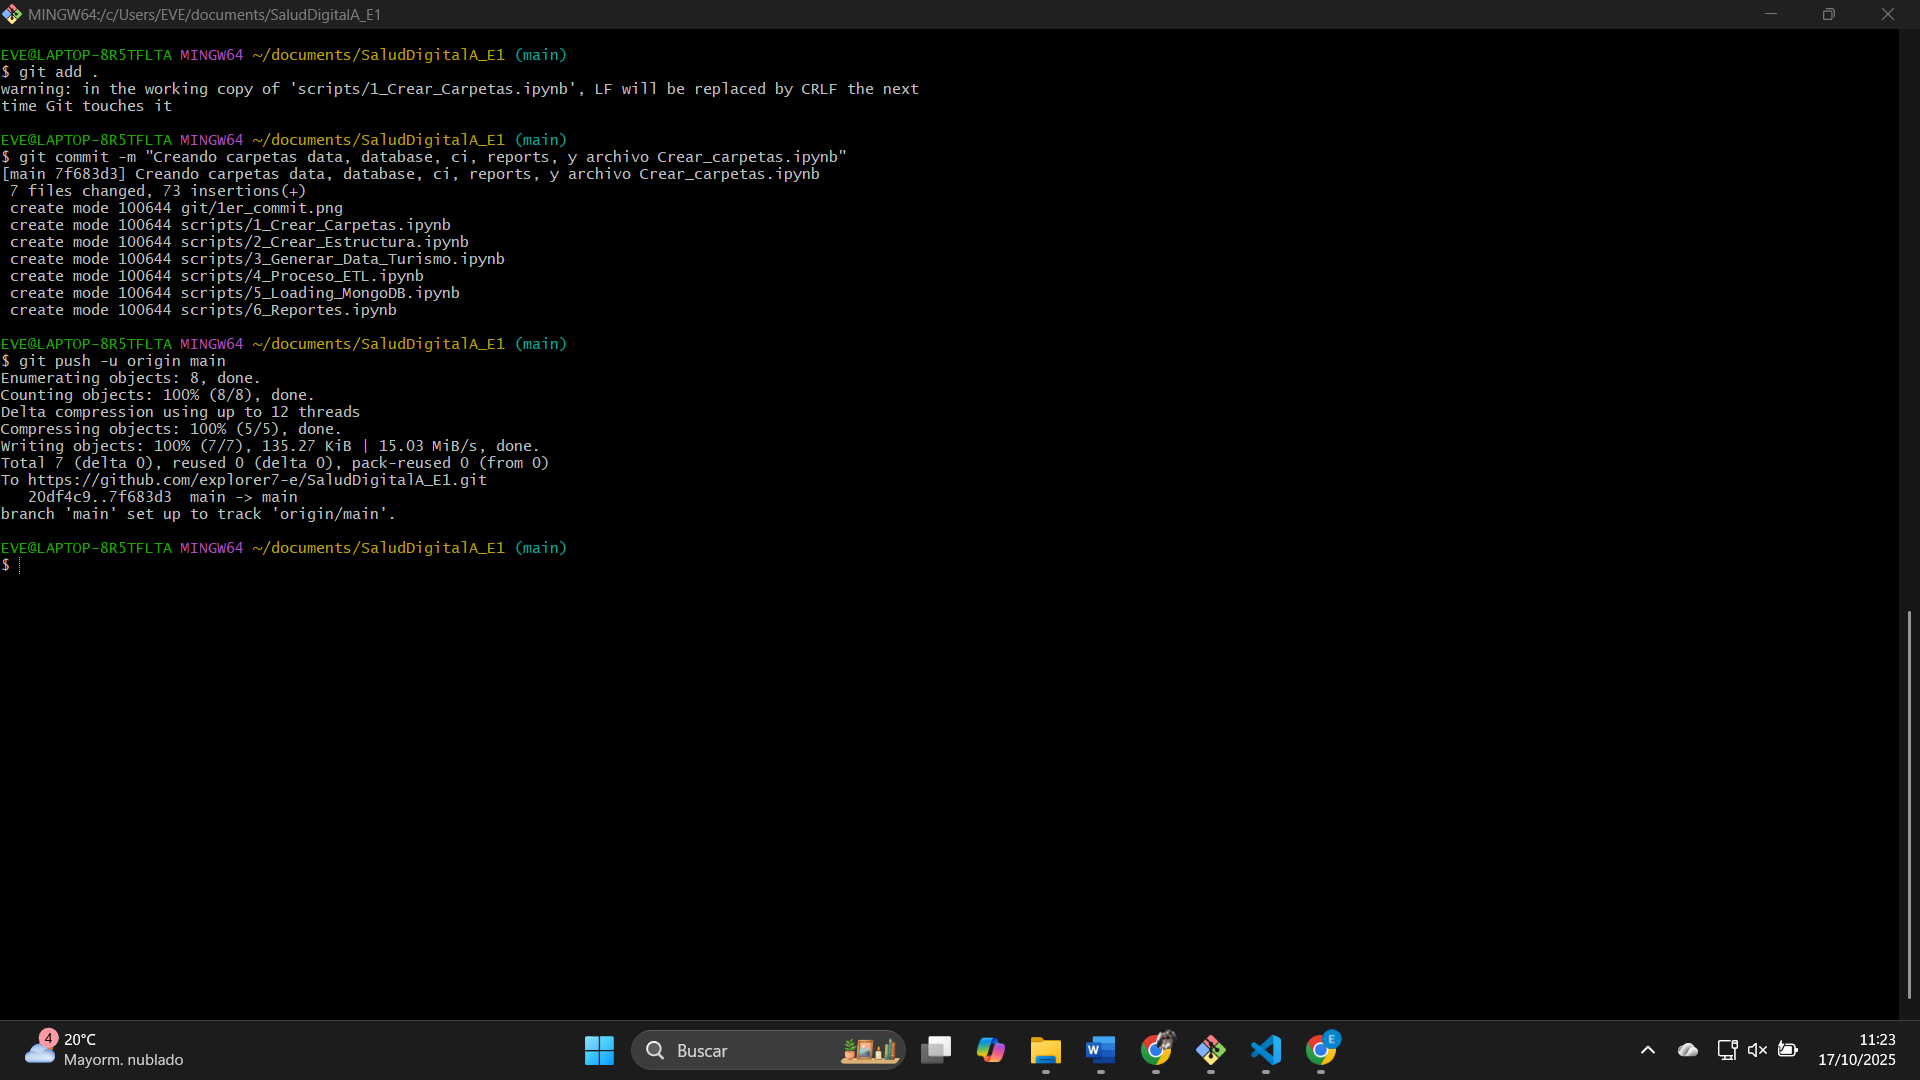 MINGW64:/c/Users/EVE/documents/SaludDigitalA_E1
EVE@LAPTOP-8R5TFLTA MINGW64 ~/documents/SaludDigitalA_E1 (main)
$ git add .
warning: in the working copy of 'scripts/1_Crear_Carpetas.ipynb', LF will be replaced by CRLF the next
time Git touches it
EVE@LAPTOP-8R5TFLTA MINGW64 ~/documents/SaludDigitalA_E1 (main)
$ git commit -m "Creando carpetas data, database, ci, reports, y archivo Crear_carpetas.ipynb"
[main 7f683d3] Creando carpetas data, database, ci, reports, y archivo Crear_carpetas.ipynb
 7 files changed, 73 insertions(+)
 create mode 100644 git/1er_commit.png
 create mode 100644 scripts/1_Crear_Carpetas.ipynb
 create mode 100644 scripts/2_Crear_Estructura.ipynb
 create mode 100644 scripts/3_Generar_Data_Turismo.ipynb
 create mode 100644 scripts/4_Proceso_ETL.ipynb
 create mode 100644 scripts/5_Loading_MongoDB.ipynb
 create mode 100644 scripts/6_Reportes.ipynb
EVE@LAPTOP-8R5TFLTA MINGW64 ~/documents/SaludDigitalA_E1 (main)
$ git push -u origin main
Enumerating objects: 8, done.
Counting objects: 100% (8/8), done.
Delta compression using up to 12 threads
Compressing objects: 100% (5/5), done.
Writing objects: 100% (7/7), 135.27 KiB | 15.03 MiB/s, done.
Total 7 (delta 0), reused 0 (delta 0), pack-reused 0 (from 0)
To https://github.com/explorer7-e/SaludDigitalA_E1.git
   20df4c9..7f683d3  main -> main
branch 'main' set up to track 'origin/main'.
EVE@LAPTOP-8R5TFLTA MINGW64 ~/documents/SaludDigitalA_E1 (main)
$
4
20°C
Mayorm. nublado
Buscar
W
E
11:23
17/10/2025